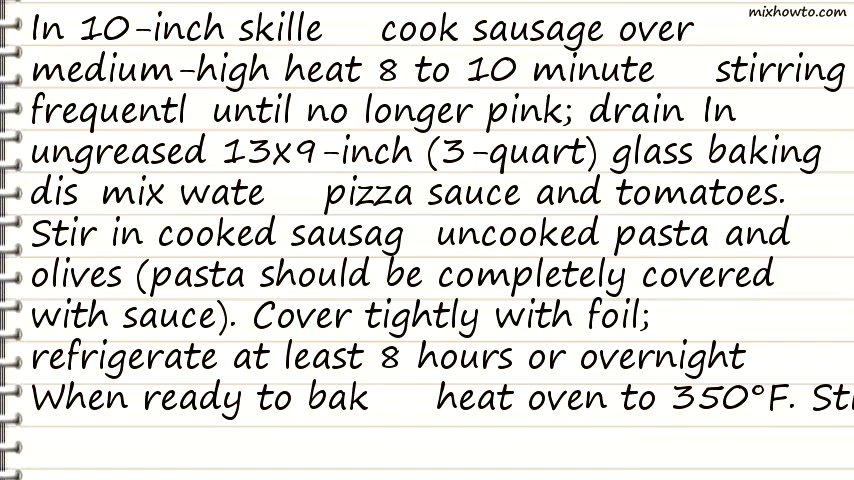 mixhowto.com
In 10-inch skille cook sausage over
medium-high heat 8 to 10 minute stirring
frequentl until no longer pink; drain In
ungreased 13x9-inch (3-quart) glass baking
dis mix wate pizza sauce and tomatoes.
Stir in cooked sausag uncooked pasta and
olives (pasta should be completely covered
with sauce). Cover tightly with foil;
refrigerate at least 8 hours or overnight
When ready to bak heat oven to 350°F.